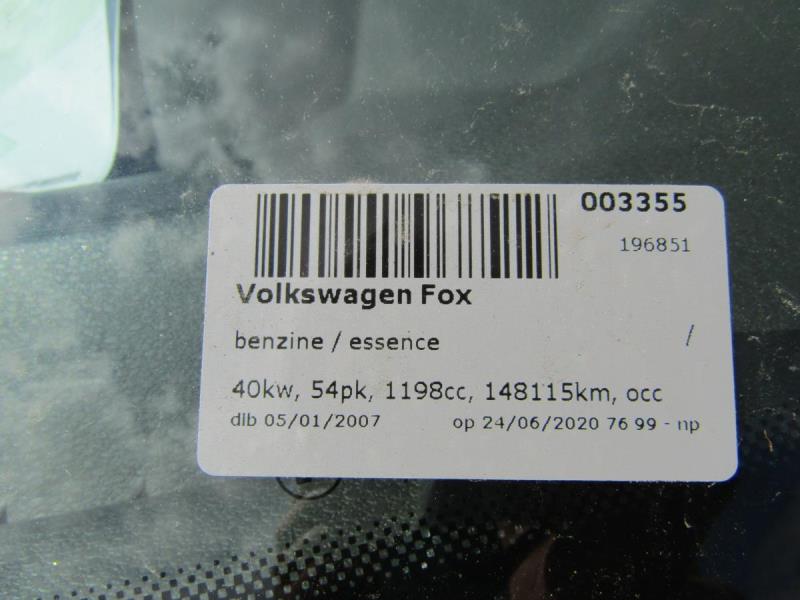 003355
196851
Volkswagen Fox
benzine / essence /
40kw, 54pk, 1198cc, 148115km, occ
dib 05/01/2007 op 24/06/2020 76 99 - np